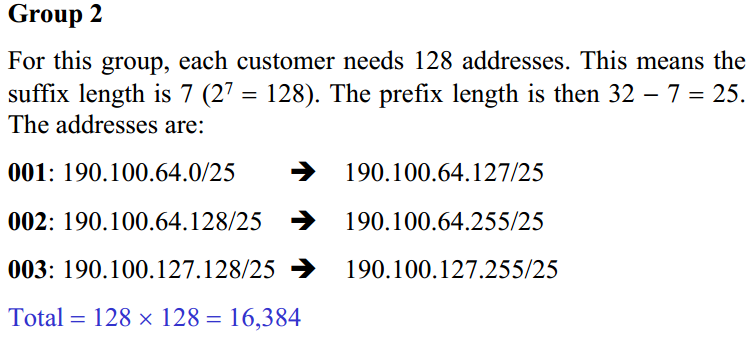 Group 2
For this group, each customer needs 128 addresses. This means the
suffix length is 7 (2⁷ = 128). The prefix length is then 32 − 7 = 25.
The addresses are:
001: 190.100.64.0/25 ➔ 190.100.64.127/25
002: 190.100.64.128/25 ➔ 190.100.64.255/25
003: 190.100.127.128/25 ➔ 190.100.127.255/25
Total = 128 × 128 = 16,384